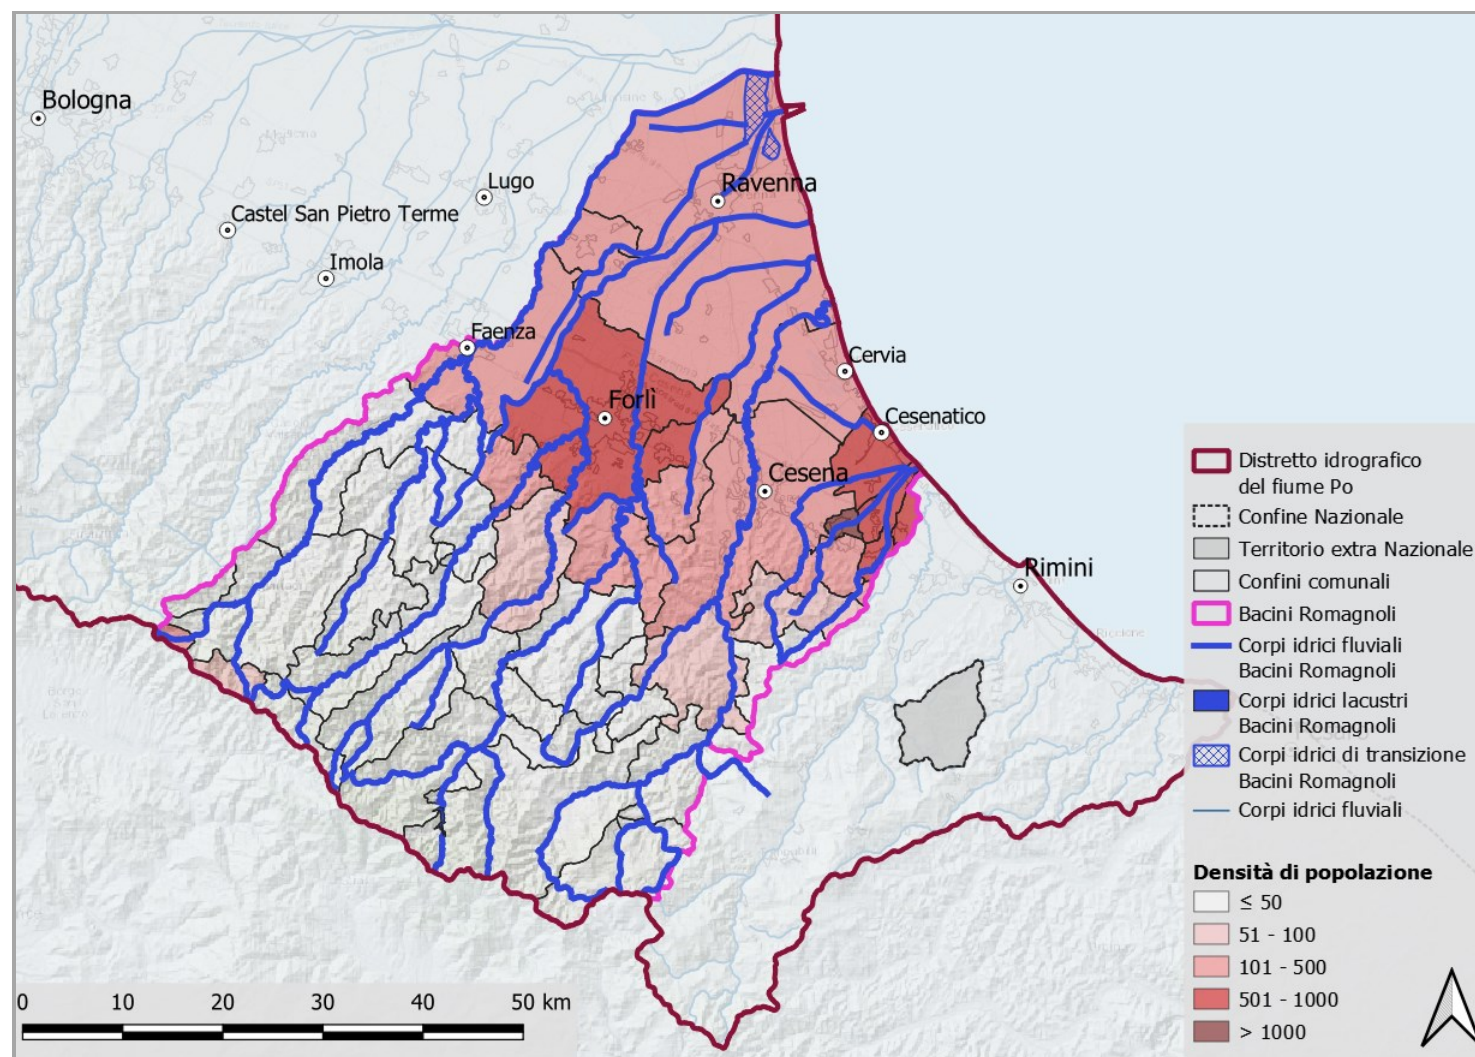 Bologna
Lugo
Ravenna
Castel San Pietro Terme
Imola
Faenza
Cervia
Forlì
Cesenatico
Cesena
Rimini
Riccione
Distretto idrografico
del fiume Po
Confine Nazionale
Territorio extra Nazionale
Confini comunali
Bacini Romagnoli
Corpi idrici fluviali
Bacini Romagnoli
Corpi idrici lacustri
Bacini Romagnoli
Corpi idrici di transizione
Bacini Romagnoli
Corpi idrici fluviali
Densità di popolazione
≤ 50
51 - 100
101 - 500
501 - 1000
> 1000
0 10 20 30 40 50 km